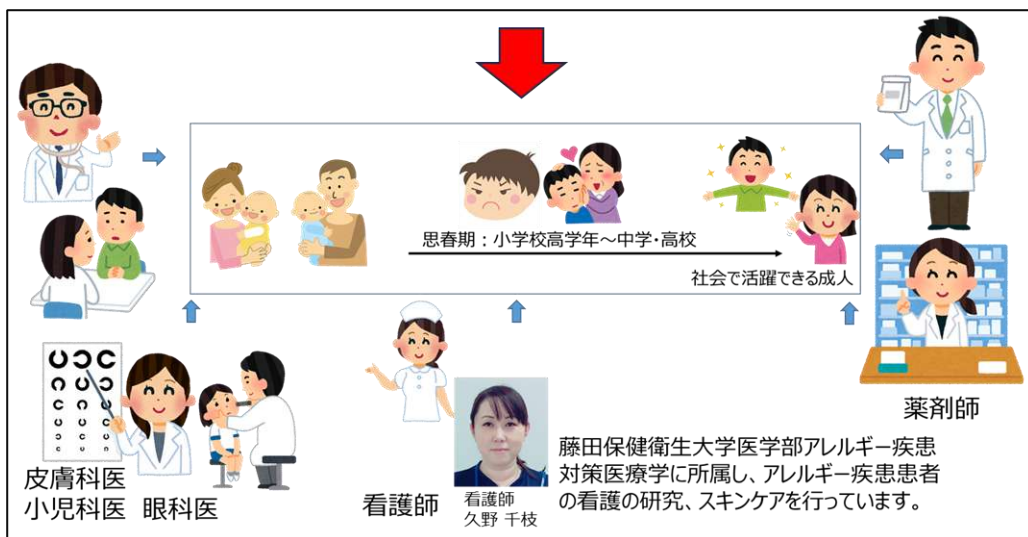 思春期：小学校高学年～中学・高校
社会で活躍できる成人
皮膚科医
小児科医 眼科医
看護師
看護師
久野 千枝
藤田保健衛生大学医学部アレルギー疾患
対策医療学に所属し、アレルギー疾患患者
の看護の研究、スキンケアを行っています。
薬剤師